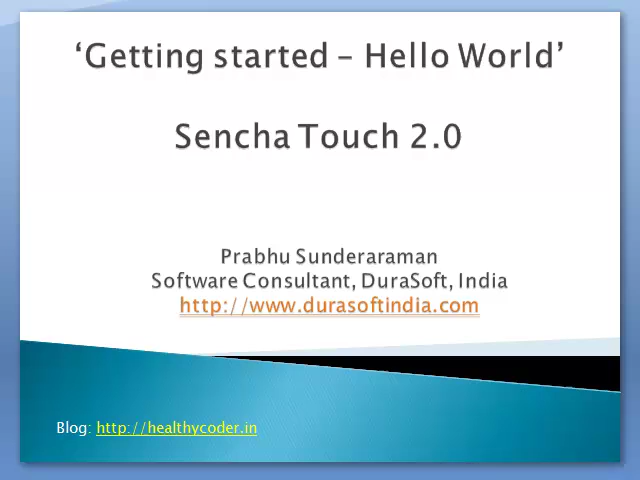 ‘Getting started – Hello World’
Sencha Touch 2.0
Prabhu Sunderaraman
Software Consultant, DuraSoft, India
http://www.durasoftindia.com
Blog: http://healthycoder.in